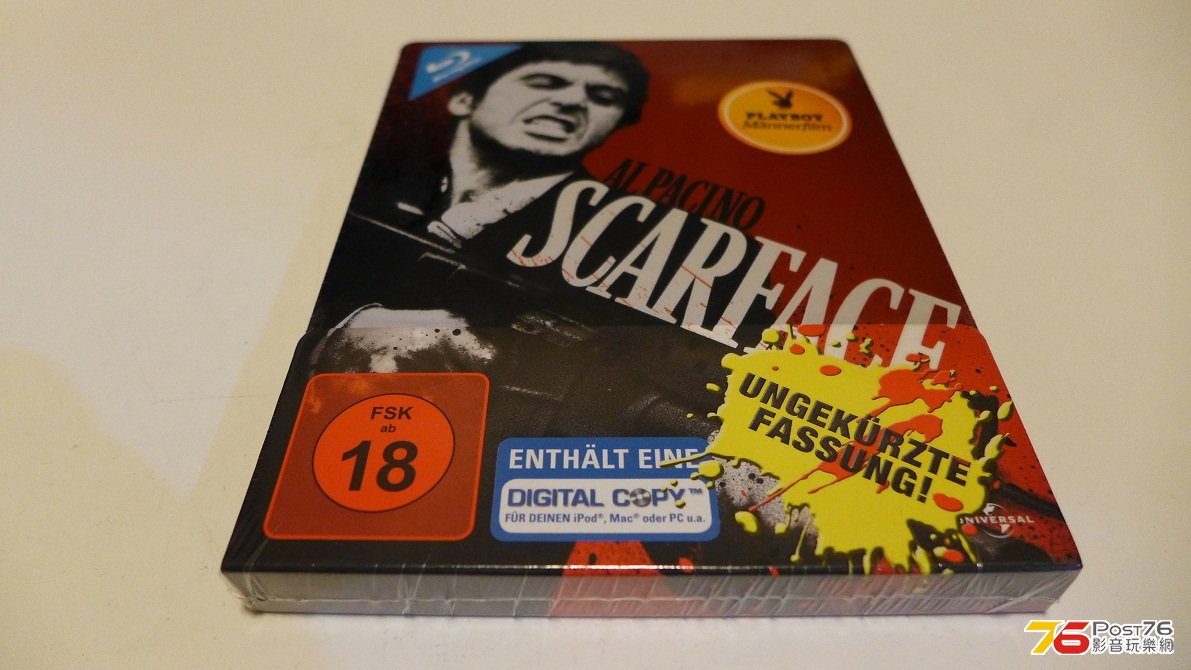 PLAYBOY
Männerfilm
AL PACINO
SCARFACE
UNGEKÜRZTE
FASSUNG!
FSK
ab
18
ENTHÄLT EINE
DIGITAL COPY™
FÜR DEINEN iPod®, Mac® oder PC u.a.
UNIVERSAL
76 POST76
影音玩樂網